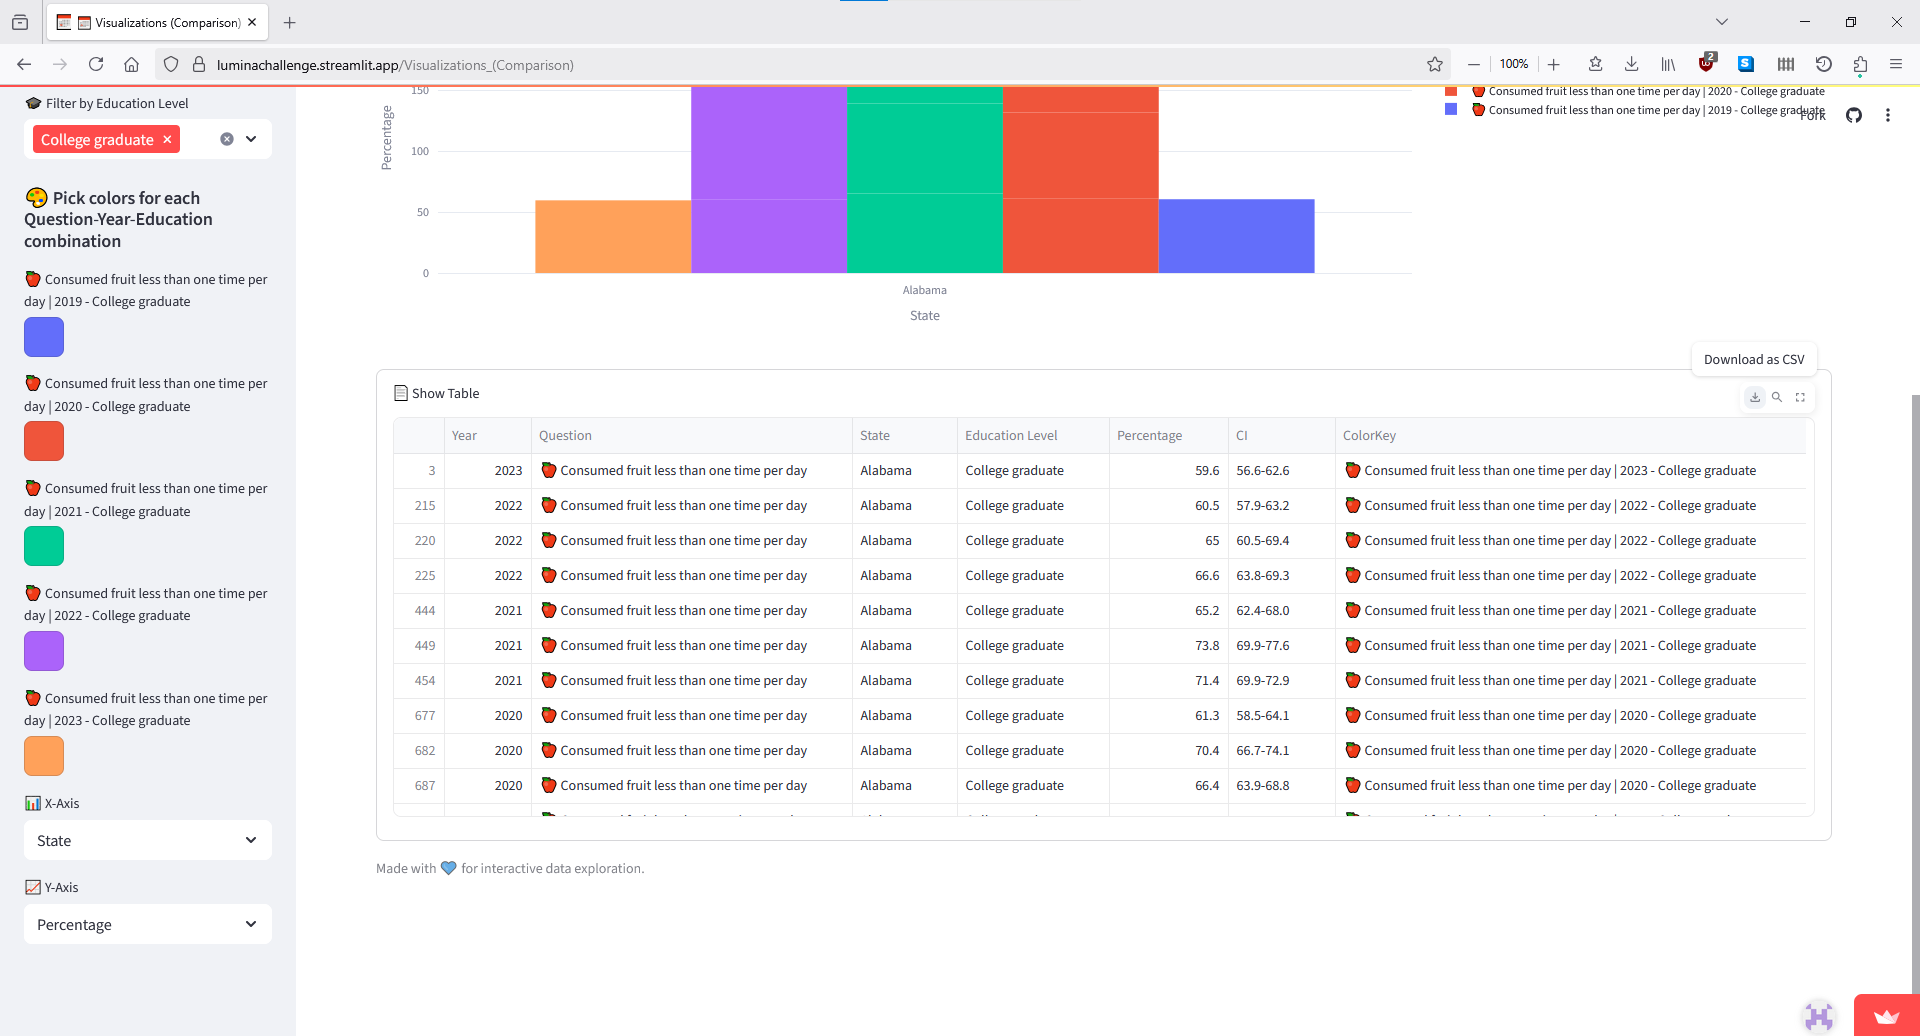 Visualizations (Comparison)
luminachallenge.streamlit.app/Visualizations_(Comparison)
100%
2
Filter by Education Level
College graduate
Pick colors for each
Question-Year-Education
combination
Consumed fruit less than one time per
day | 2019 - College graduate
Consumed fruit less than one time per
day | 2020 - College graduate
Consumed fruit less than one time per
day | 2021 - College graduate
Consumed fruit less than one time per
day | 2022 - College graduate
Consumed fruit less than one time per
day | 2023 - College graduate
X-Axis
State
Y-Axis
Percentage
150
100
50
0
Percentage
Alabama
State
Consumed fruit less than one time per day | 2020 - College graduate
Consumed fruit less than one time per day | 2019 - College graduate
Fork
Download as CSV
Show Table
Year Question State Education Level Percentage CI ColorKey
3 2023 Consumed fruit less than one time per day Alabama College graduate 59.6 56.6-62.6 Consumed fruit less than one time per day | 2023 - College graduate
215 2022 Consumed fruit less than one time per day Alabama College graduate 60.5 57.9-63.2 Consumed fruit less than one time per day | 2022 - College graduate
220 2022 Consumed fruit less than one time per day Alabama College graduate 65 60.5-69.4 Consumed fruit less than one time per day | 2022 - College graduate
225 2022 Consumed fruit less than one time per day Alabama College graduate 66.6 63.8-69.3 Consumed fruit less than one time per day | 2022 - College graduate
444 2021 Consumed fruit less than one time per day Alabama College graduate 65.2 62.4-68.0 Consumed fruit less than one time per day | 2021 - College graduate
449 2021 Consumed fruit less than one time per day Alabama College graduate 73.8 69.9-77.6 Consumed fruit less than one time per day | 2021 - College graduate
454 2021 Consumed fruit less than one time per day Alabama College graduate 71.4 69.9-72.9 Consumed fruit less than one time per day | 2021 - College graduate
677 2020 Consumed fruit less than one time per day Alabama College graduate 61.3 58.5-64.1 Consumed fruit less than one time per day | 2020 - College graduate
682 2020 Consumed fruit less than one time per day Alabama College graduate 70.4 66.7-74.1 Consumed fruit less than one time per day | 2020 - College graduate
687 2020 Consumed fruit less than one time per day Alabama College graduate 66.4 63.9-68.8 Consumed fruit less than one time per day | 2020 - College graduate
Made with for interactive data exploration.